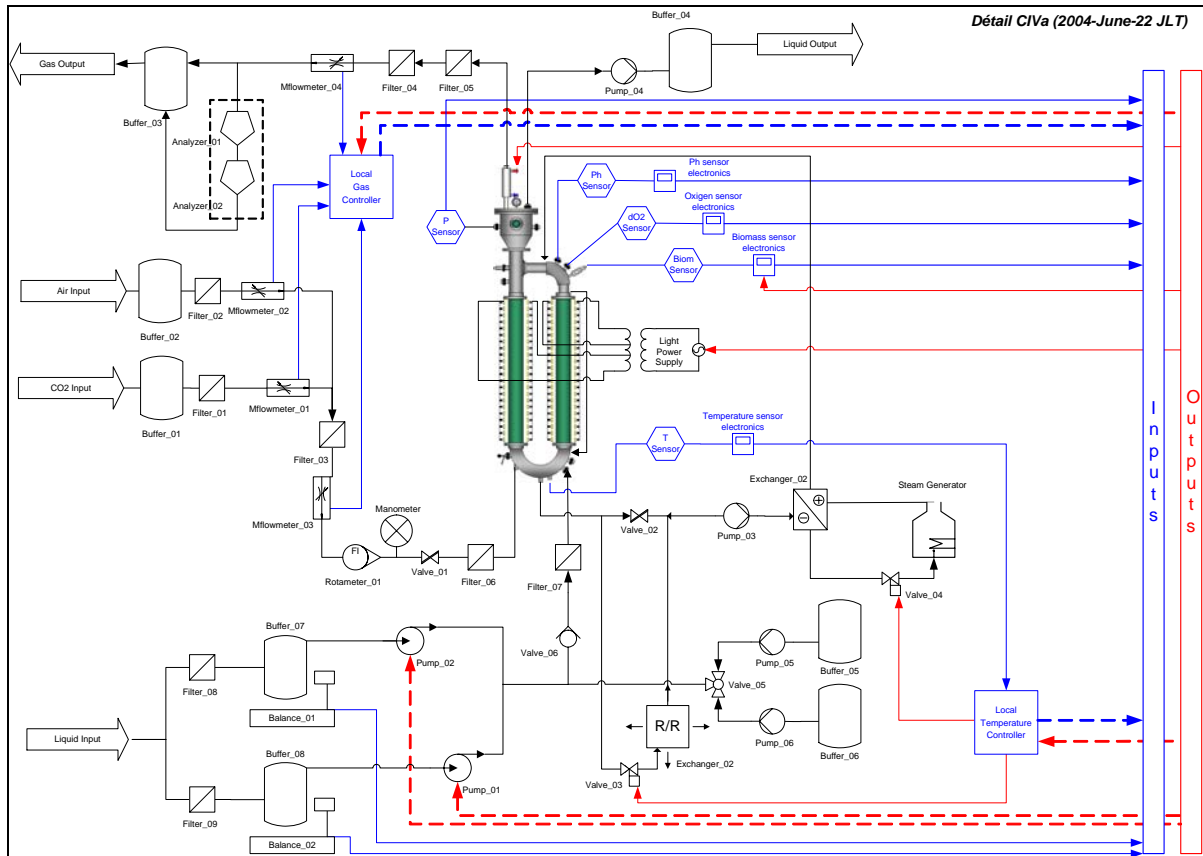 Détail CIVa (2004-June-22 JLT)
Buffer_04
Gas Output
Liquid Output
Mflowmeter_04
Filter_04
Filter_05
Pump_04
Buffer_03
Analyzer_01
Analyzer_02
Local
Gas
Controller
P
Sensor
Ph
Sensor
Ph sensor
electronics
dO2
Sensor
Oxigen sensor
electronics
Biom
Sensor
Biomass sensor
electronics
Air Input
Buffer_02
Filter_02
Mflowmeter_02
Light
Power
Supply
CO2 Input
Buffer_01
Filter_01
Mflowmeter_01
Filter_03
Mflowmeter_03
Manometer
FI
Rotameter_01
Valve_01
Filter_06
T
Sensor
Temperature sensor
electronics
Exchanger_02
Steam Generator
Valve_02
Pump_03
Valve_04
Filter_07
Valve_06
Inputs
Outputs
Buffer_07
Pump_02
Filter_08
Balance_01
Liquid Input
Buffer_08
Pump_01
Filter_09
Balance_02
R/R
Exchanger_02
Valve_03
Valve_05
Pump_05
Buffer_05
Pump_06
Buffer_06
Local
Temperature
Controller